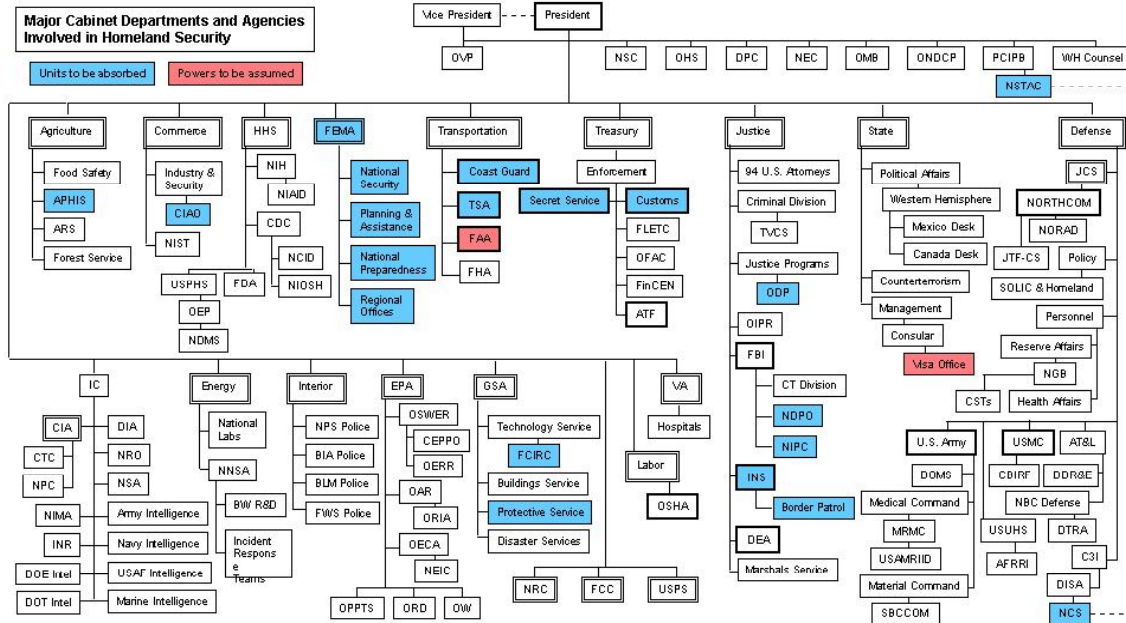 Major Cabinet Departments and Agencies
Involved in Homeland Security
Vice President
President
Units to be absorbed
Powers to be assumed
OVP
NSC
OHS
DPC
NEC
OMB
ONDCP
PCIPB
WH Counsel
NSTAC
Agriculture
Commerce
HHS
FEMA
Transportation
Treasury
Justice
State
Defense
Food Safety
APHIS
ARS
Forest Service
Industry &
Security
CIAO
NIST
NIH
NIAID
CDC
NCID
NIOSH
USPHS
FDA
OEP
NDMS
National
Security
Planning &
Assistance
National
Preparedness
Regional
Offices
Coast Guard
TSA
FAA
FHA
Enforcement
Secret Service
Customs
FLETC
OFAC
FinCEN
ATF
94 U.S. Attorneys
Criminal Division
TVCS
Justice Programs
ODP
OIPR
FBI
CT Division
NDPO
NIPC
INS
Border Patrol
DEA
Marshals Service
Political Affairs
Western Hemisphere
Mexico Desk
Canada Desk
Counterterrorism
Management
Consular
Visa Office
JCS
NORTHCOM
NORAD
JTF-CS
Policy
SOLIC & Homeland
Personnel
Reserve Affairs
NGB
CSTs
Health Affairs
U.S. Army
USMC
AT&L
DOMS
CBIRF
DDR&E
Medical Command
NBC Defense
MRMC
USUHS
DTRA
USAMRIID
AFRRI
C3I
Material Command
DISA
SBCCOM
NCS
IC
CIA
CTC
NPC
DIA
NRO
NSA
NIMA
Army Intelligence
INR
Navy Intelligence
DOE Intel
USAF Intelligence
DOT Intel
Marine Intelligence
Energy
National
Labs
NNSA
BW R&D
Incident
Respons
e
Teams
Interior
NPS Police
BIA Police
BLM Police
FWS Police
EPA
OSWER
CEPPO
OERR
OAR
ORIA
OECA
NEIC
OPPTS
ORD
OW
GSA
Technology Service
FCIRC
Buildings Service
Protective Service
Disaster Services
NRC
FCC
USPS
VA
Hospitals
Labor
OSHA